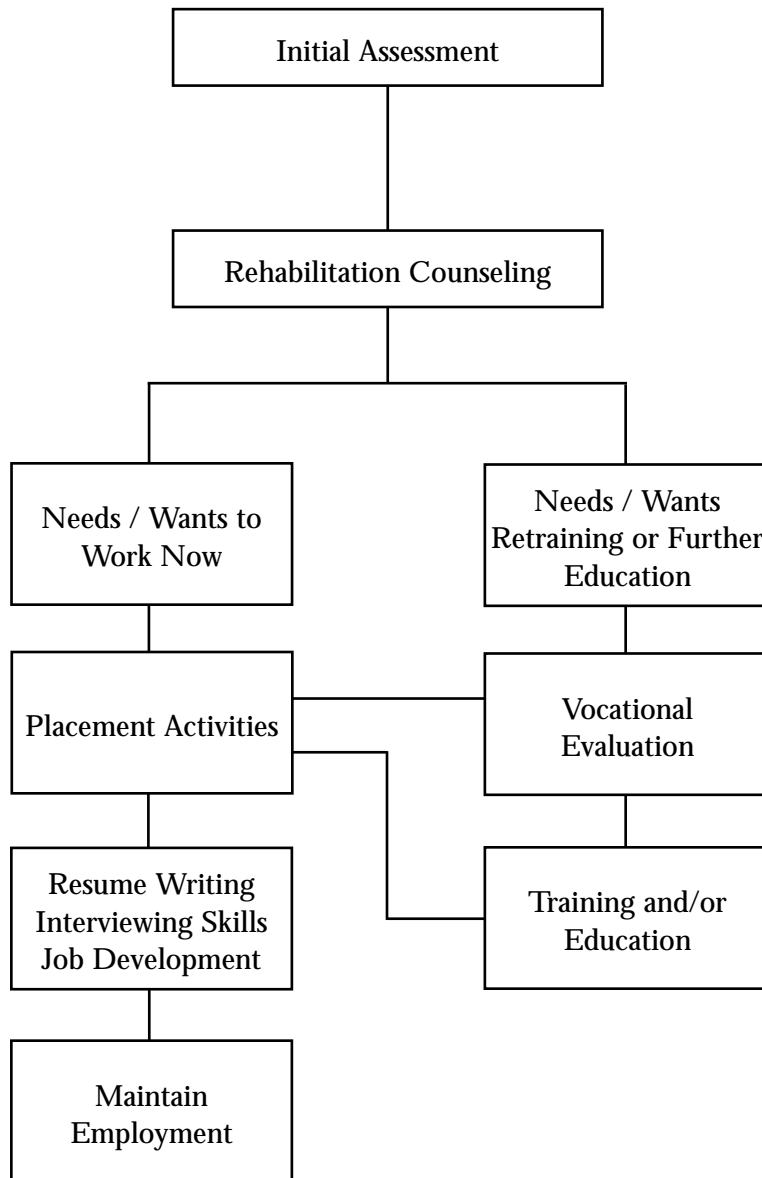 Initial Assessment
Rehabilitation Counseling
Needs / Wants to
Work Now
Needs / Wants
Retraining or Further
Education
Placement Activities
Vocational
Evaluation
Resume Writing
Interviewing Skills
Job Development
Training and/or
Education
Maintain
Employment